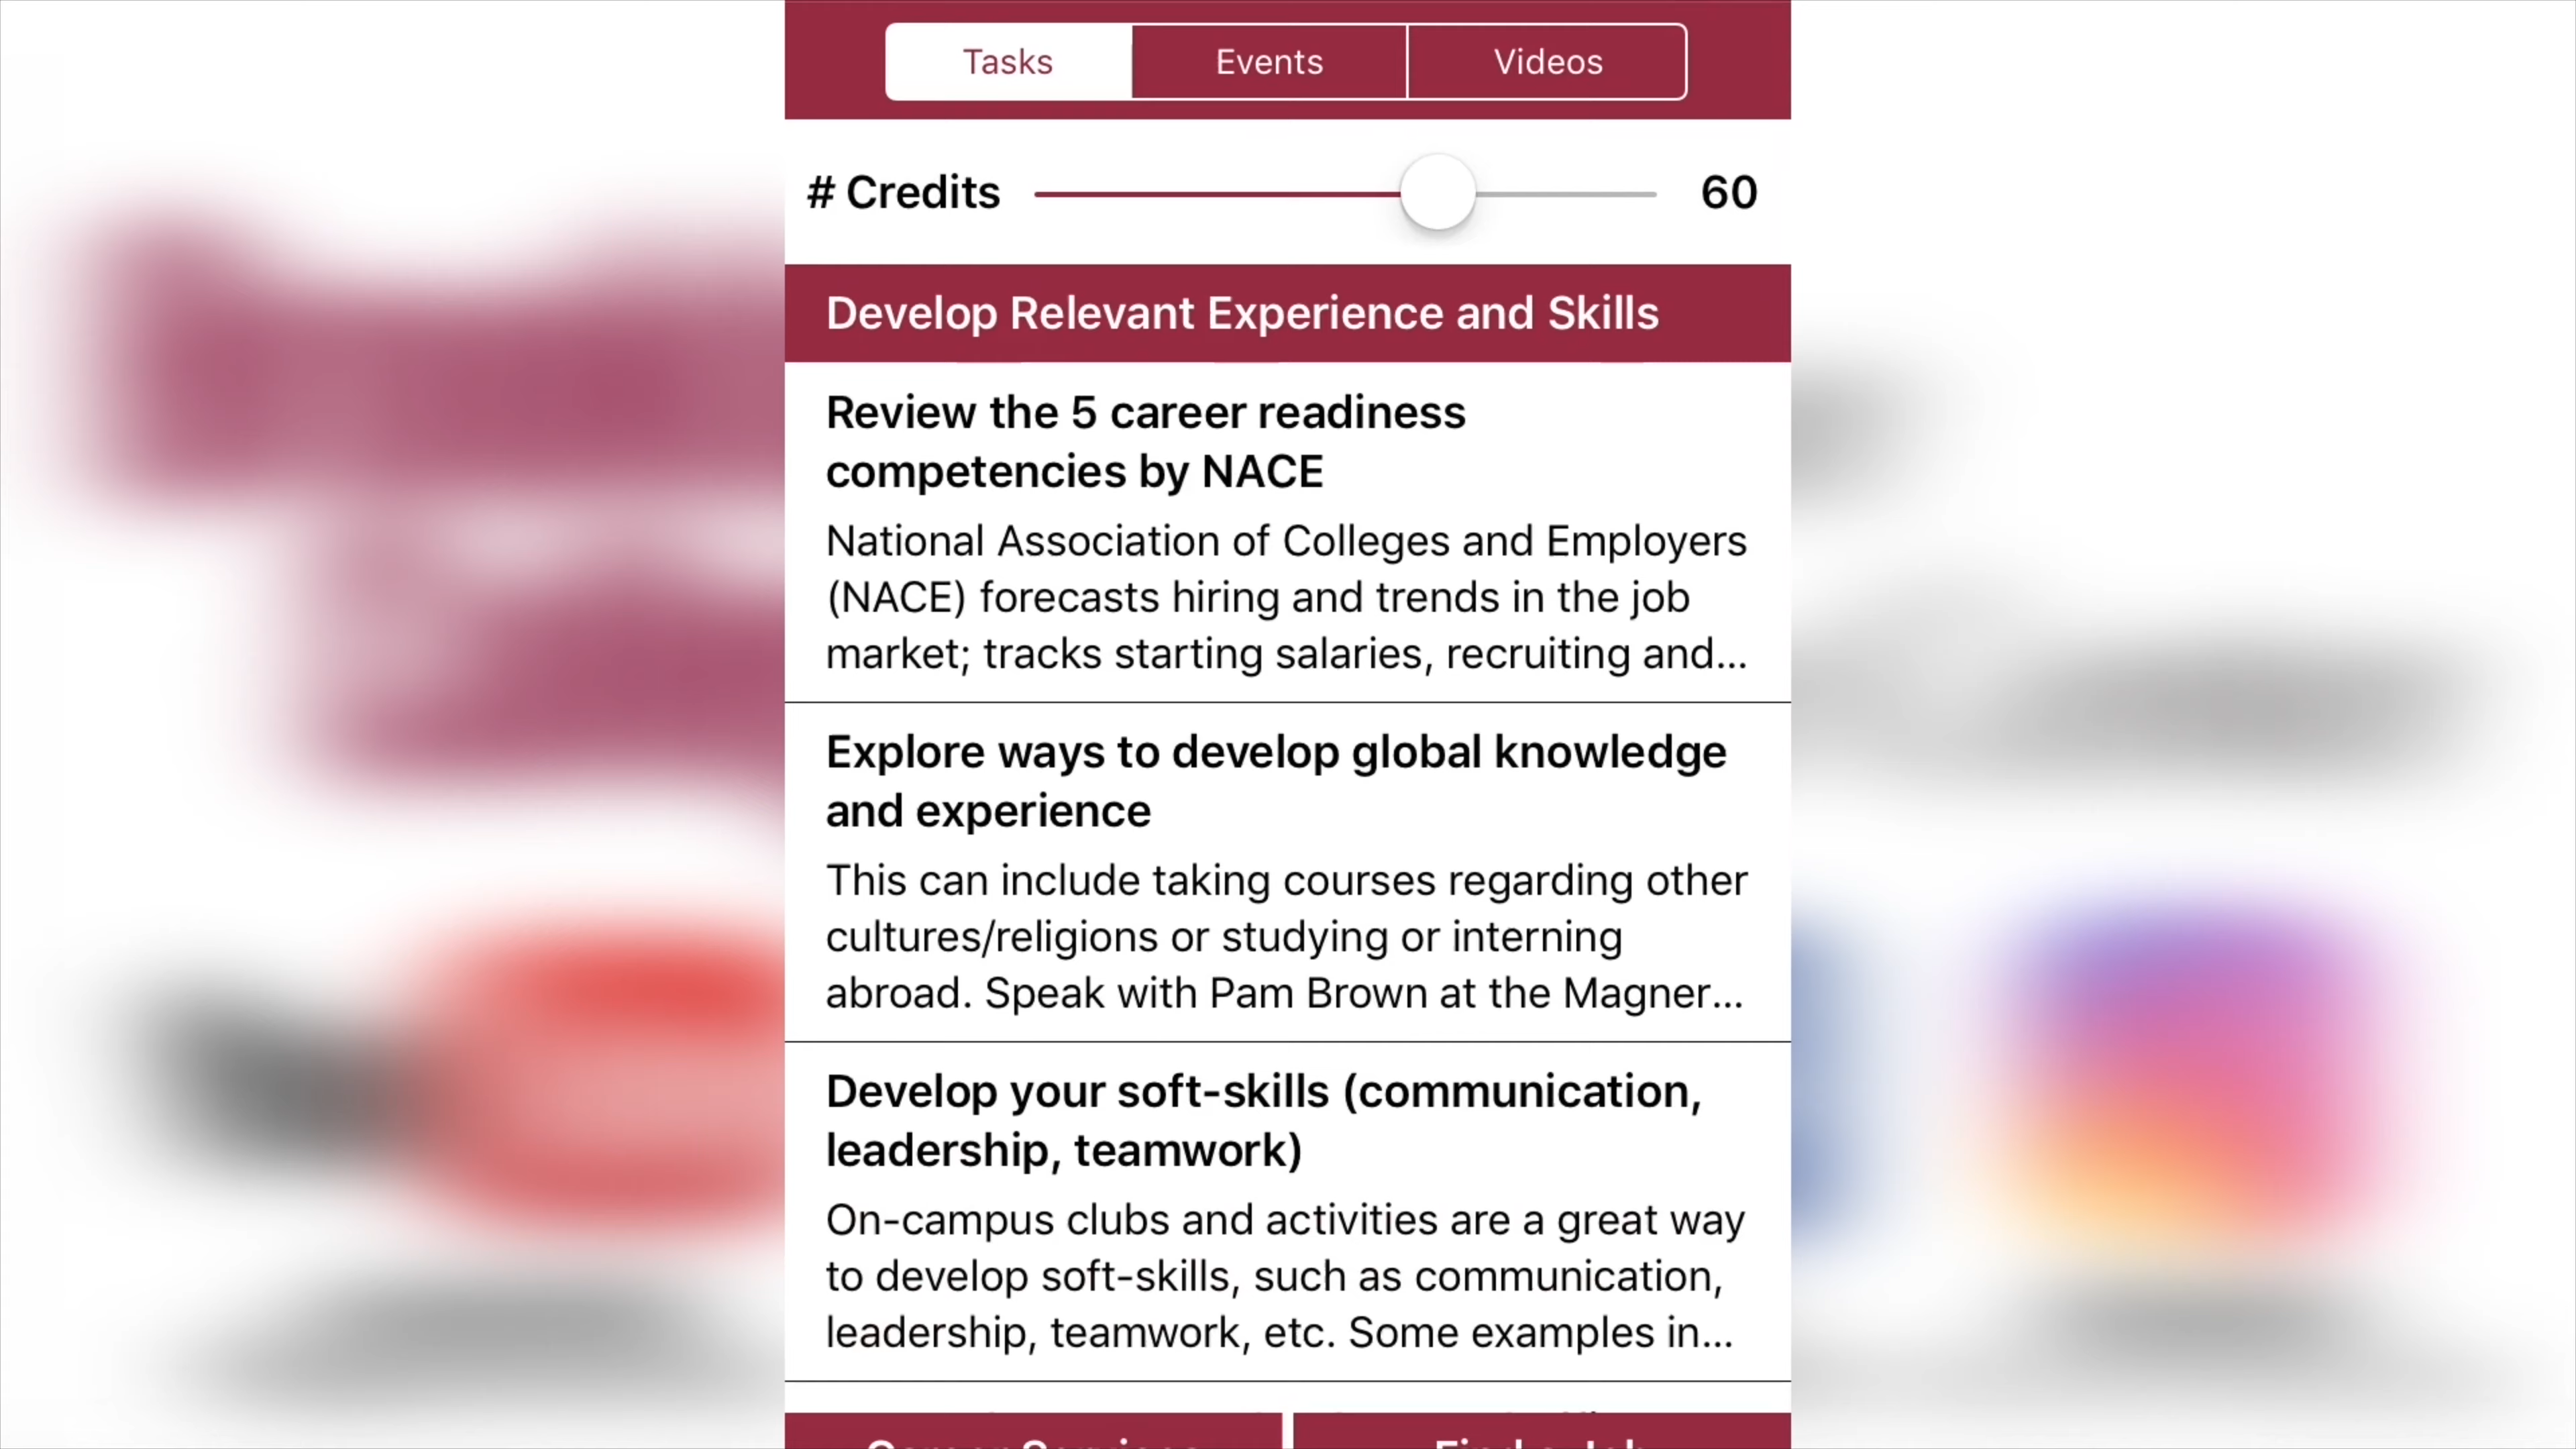 Tasks Events Videos
# Credits 60
Develop Relevant Experience and Skills
Review the 5 career readiness
competencies by NACE
National Association of Colleges and Employers
(NACE) forecasts hiring and trends in the job
market; tracks starting salaries, recruiting and...
Explore ways to develop global knowledge
and experience
This can include taking courses regarding other
cultures/religions or studying or interning
abroad. Speak with Pam Brown at the Magner...
Develop your soft-skills (communication,
leadership, teamwork)
On-campus clubs and activities are a great way
to develop soft-skills, such as communication,
leadership, teamwork, etc. Some examples in...
Career Services Find a Job